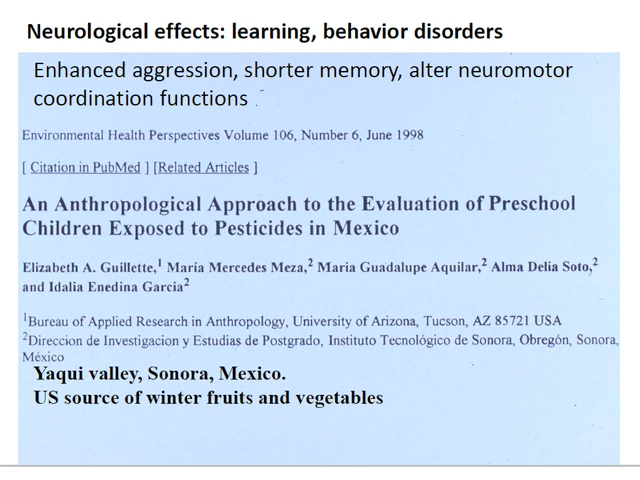 Neurological effects: learning, behavior disorders
Enhanced aggression, shorter memory, alter neuromotor
coordination functions
Environmental Health Perspectives Volume 106, Number 6, June 1998
[ Citation in PubMed ] [Related Articles ]
An Anthropological Approach to the Evaluation of Preschool
Children Exposed to Pesticides in Mexico
Elizabeth A. Guillette,1 María Mercedes Meza,2 Maria Guadalupe Aquilar,2 Alma Delia Soto,2
and Idalia Enedina Garcia2
1Bureau of Applied Research in Anthropology, University of Arizona, Tucson, AZ 85721 USA
2Direccion de Investigacion y Estudias de Postgrado, Instituto Tecnológico de Sonora, Obregón, Sonora,
México
Yaqui valley, Sonora, Mexico.
US source of winter fruits and vegetables